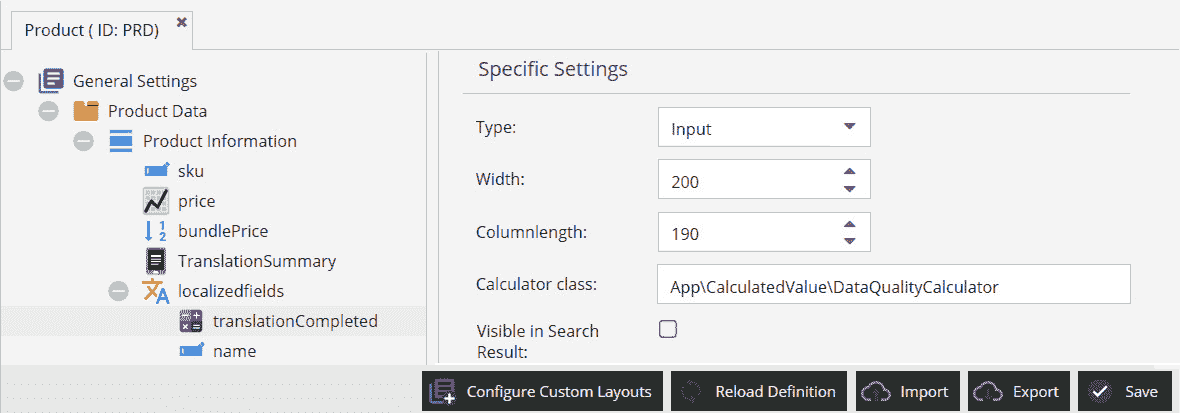 Product ( ID: PRD)
General Settings
Product Data
Product Information
sku
price
bundlePrice
TranslationSummary
localizedfields
translationCompleted
name
Specific Settings
Type: Input
Width: 200
Columnlength: 190
Calculator class: App\CalculatedValue\DataQualityCalculator
Visible in Search
Result:
Configure Custom Layouts Reload Definition Import Export Save